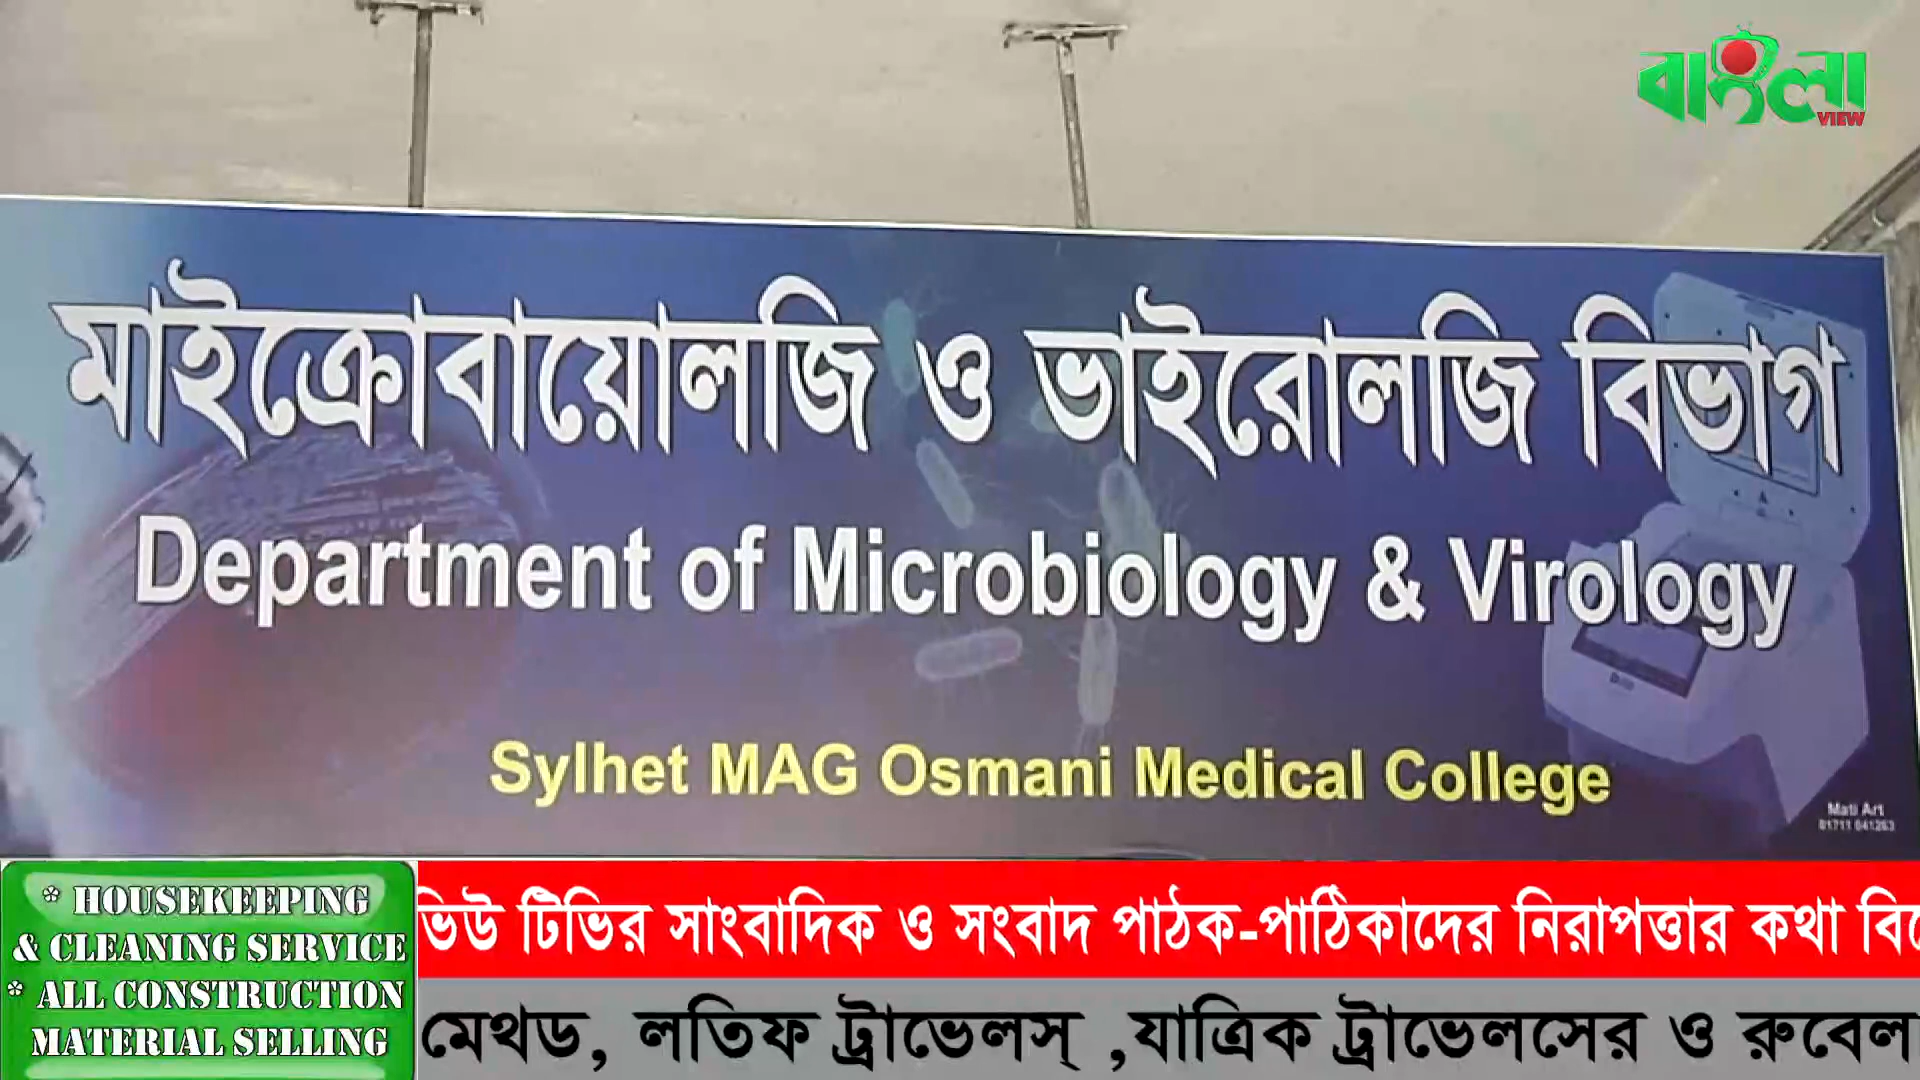 বাংলা
VIEW
মাইক্রোবায়োলজি ও ভাইরোলজি বিভাগ
Department of Microbiology & Virology
Sylhet MAG Osmani Medical College
Mati Art
* HOUSEKEEPING
& CLEANING SERVICE
* ALL CONSTRUCTION
MATERIAL SELLING
ভিউ টিভির সাংবাদিক ও সংবাদ পাঠক-পাঠিকাদের নিরাপত্তার কথা
মেথড, লতিফ ট্রাভেলস্ ,যাত্রিক ট্রাভেলসের ও রুবেল